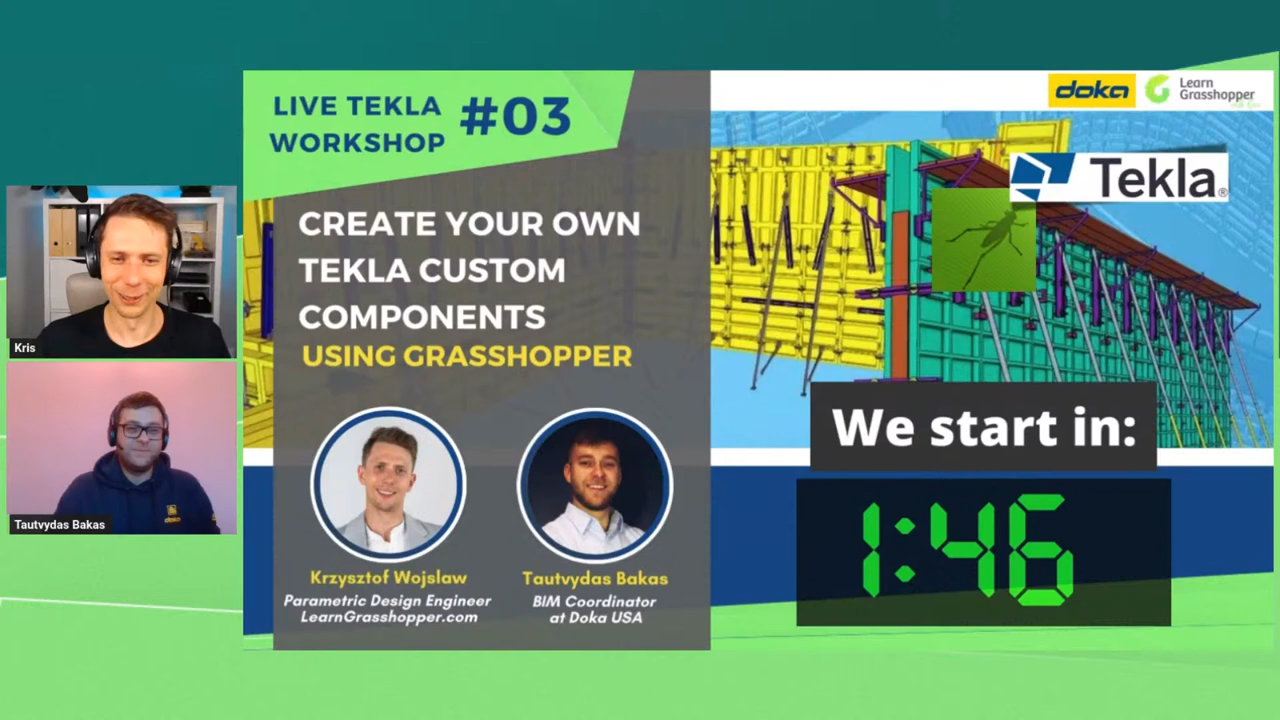 LIVE TEKLA
WORKSHOP
#03
CREATE YOUR OWN
TEKLA CUSTOM
COMPONENTS
USING GRASSHOPPER
Krzysztof Wojslaw
Parametric Design Engineer
LearnGrasshopper.com
Tautvydas Bakas
BIM Coordinator
at Doka USA
doka
Learn
Grasshopper
Tekla®
We start in:
1:46
Kris
doka
Tautvydas Bakas